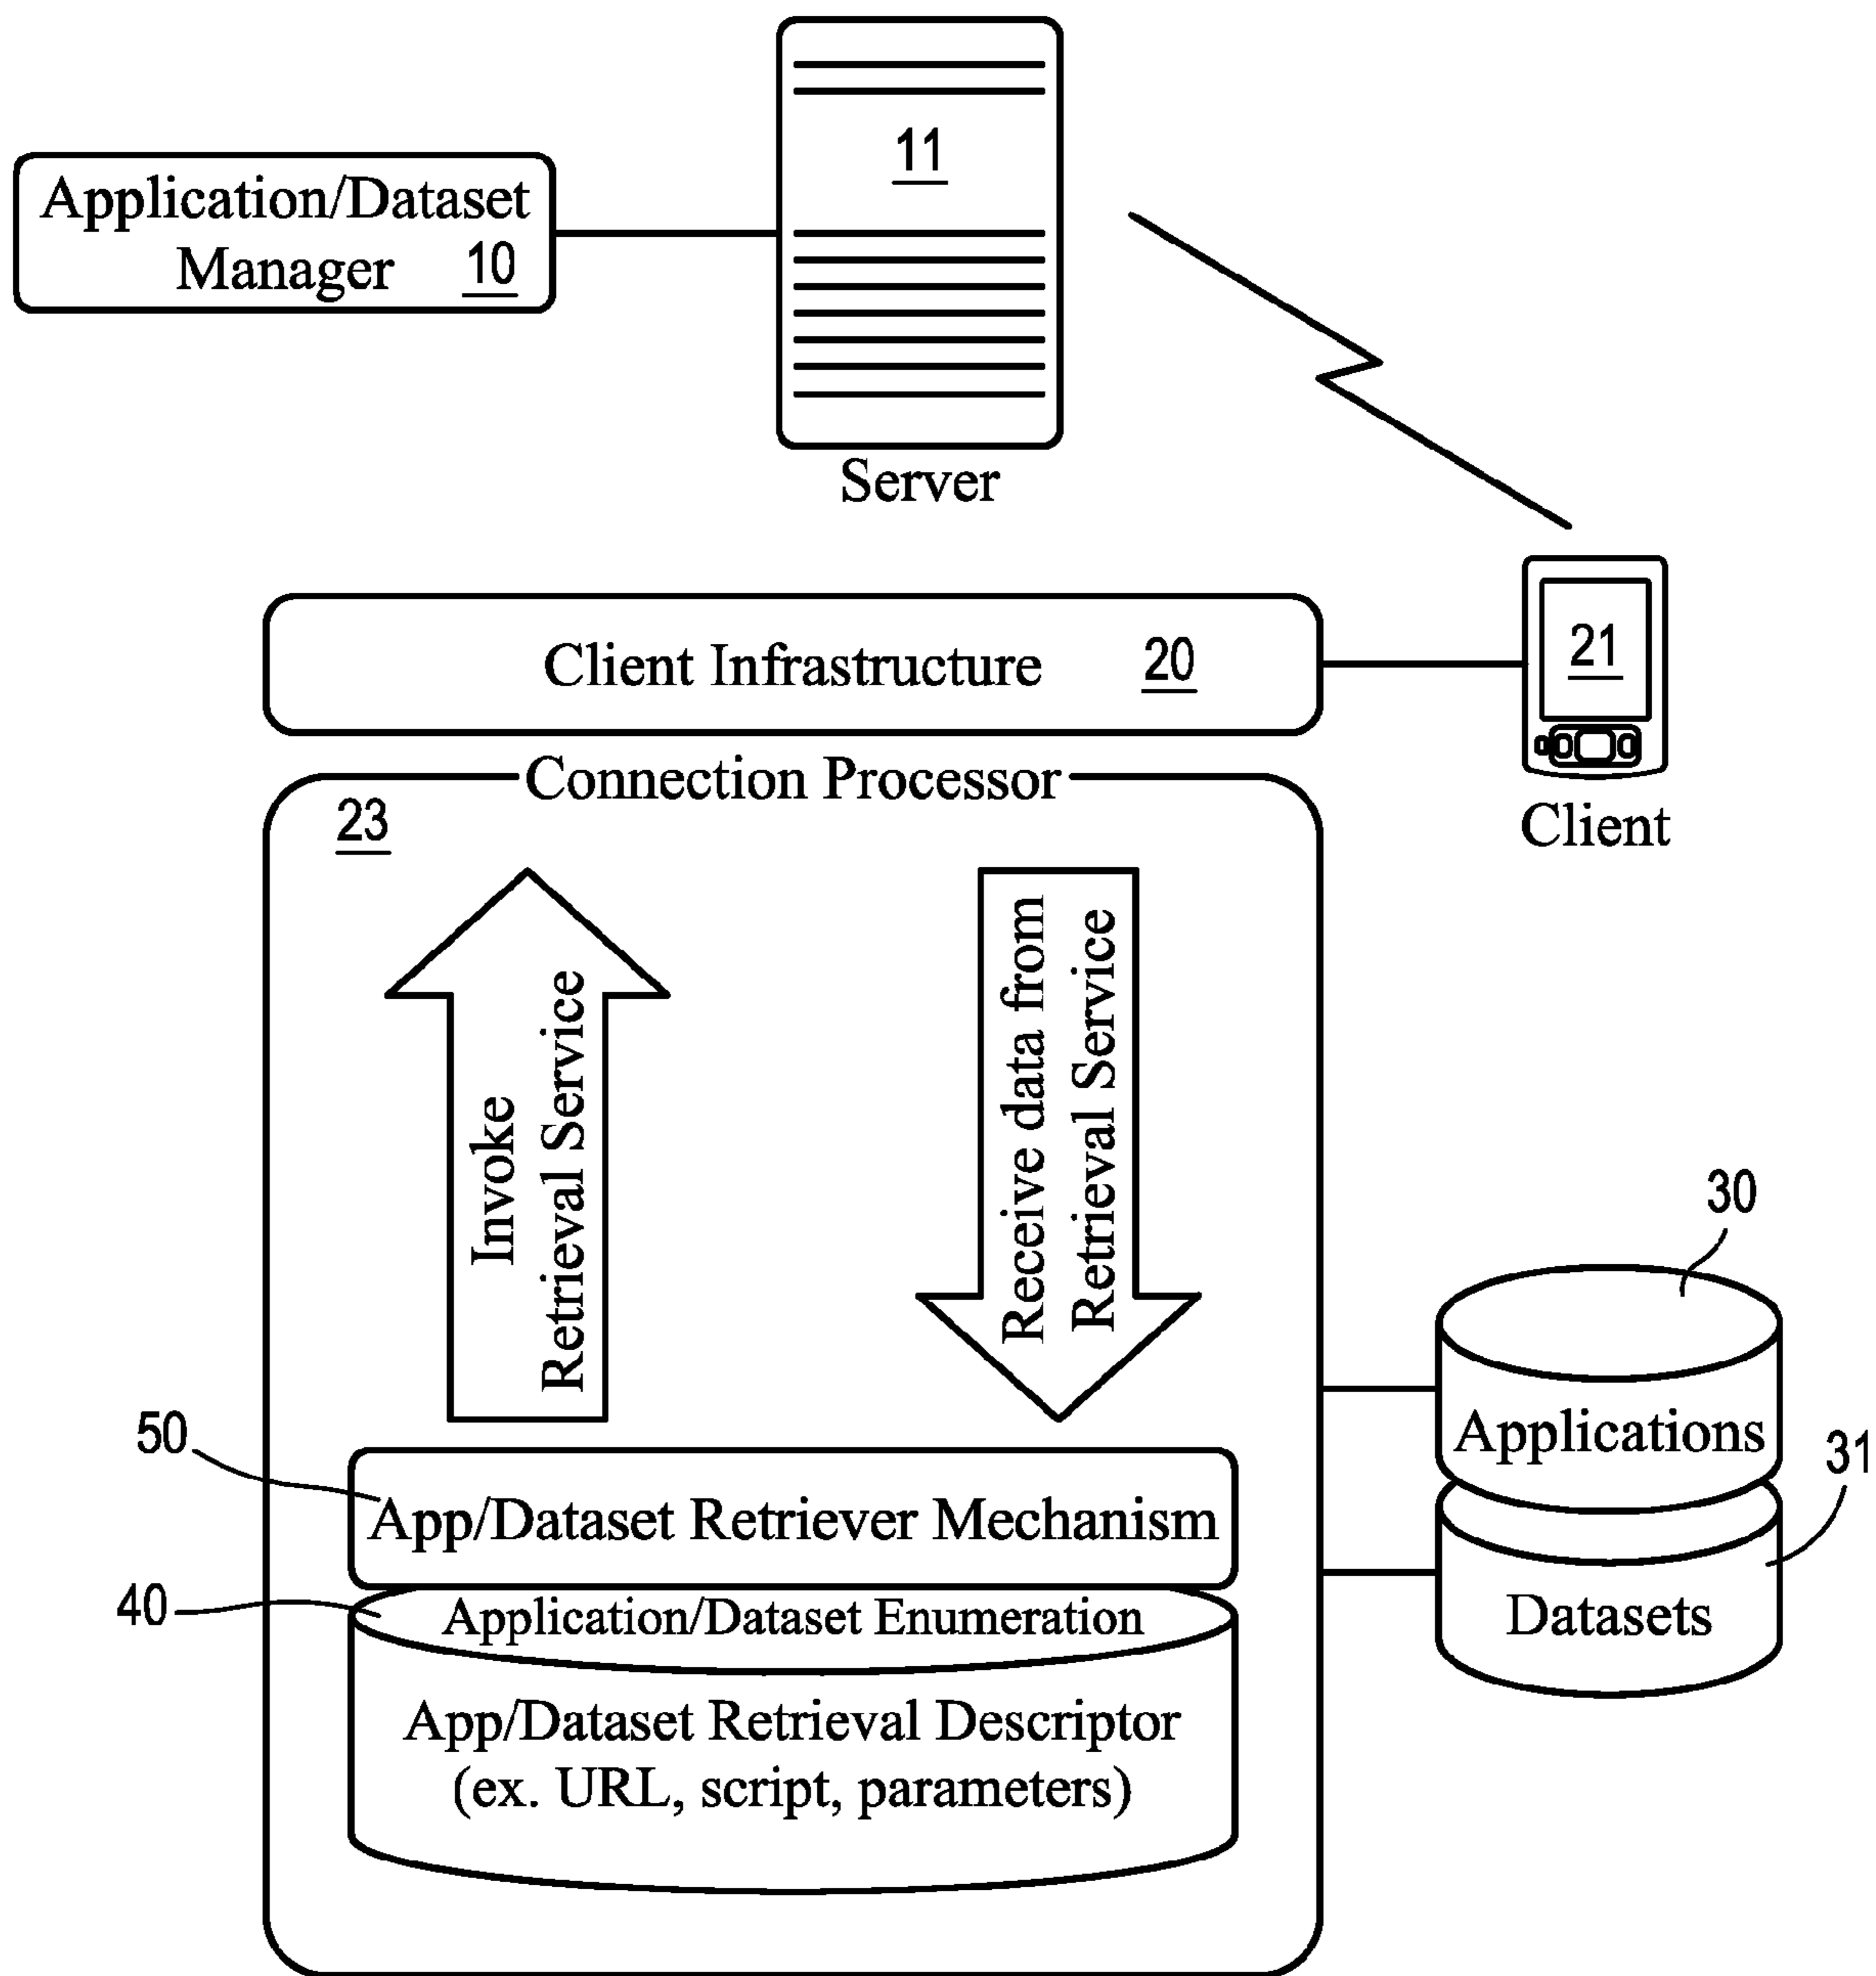 11
Application/Dataset
Manager 10
Server
Client Infrastructure 20
21
Client
Connection Processor
23
Invoke
Retrieval Service
Receive data from
Retrieval Service
30
Applications
31
Datasets
50
App/Dataset Retriever Mechanism
40
Application/Dataset Enumeration
App/Dataset Retrieval Descriptor
(ex. URL, script, parameters)